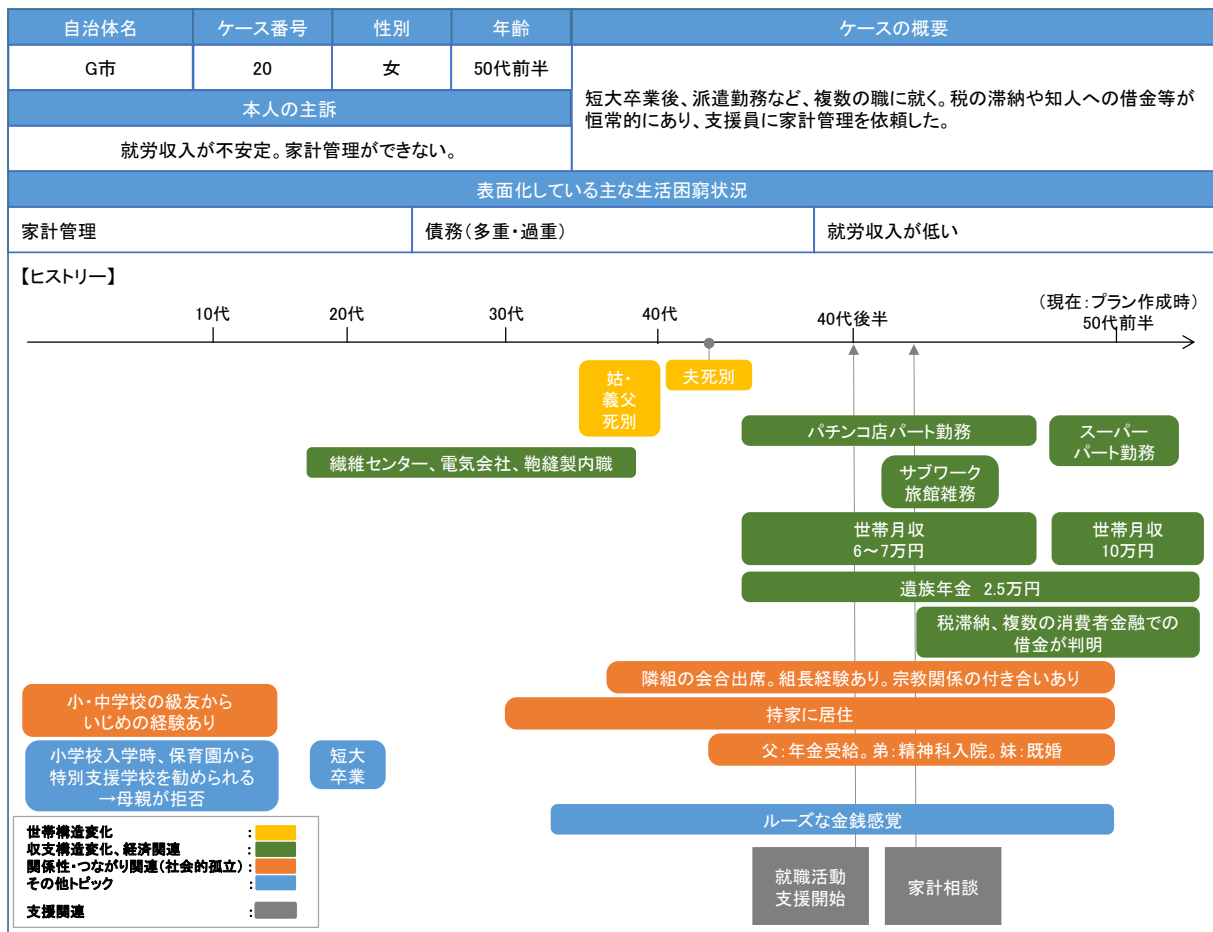 自治体名
ケース番号
性別
年齢
ケースの概要
G市
20
女
50代前半
短大卒業後、派遣勤務など、複数の職に就く。税の滞納や知人への借金等が
恒常的にあり、支援員に家計管理を依頼した。
本人の主訴
就労収入が不安定。家計管理ができない。
表面化している主な生活困窮状況
家計管理
債務(多重・過重)
就労収入が低い
【ヒストリー】
10代
20代
30代
40代
40代後半
(現在:プラン作成時)
50代前半
姑・
義父
死別
夫死別
パチンコ店パート勤務
スーパー
パート勤務
繊維センター、電気会社、鞄縫製内職
サブワーク
旅館雑務
世帯月収
6~7万円
世帯月収
10万円
遺族年金 2.5万円
税滞納、複数の消費者金融での
借金が判明
隣組の会合出席。組長経験あり。宗教関係の付き合いあり
小・中学校の級友から
いじめの経験あり
持家に居住
小学校入学時、保育園から
特別支援学校を勧められる
→母親が拒否
短大
卒業
父:年金受給。弟:精神科入院。妹:既婚
ルーズな金銭感覚
世帯構造変化 :
収支構造変化、経済関連 :
関係性・つながり関連(社会的孤立) :
その他トピック :
支援関連 :
就職活動
支援開始
家計相談